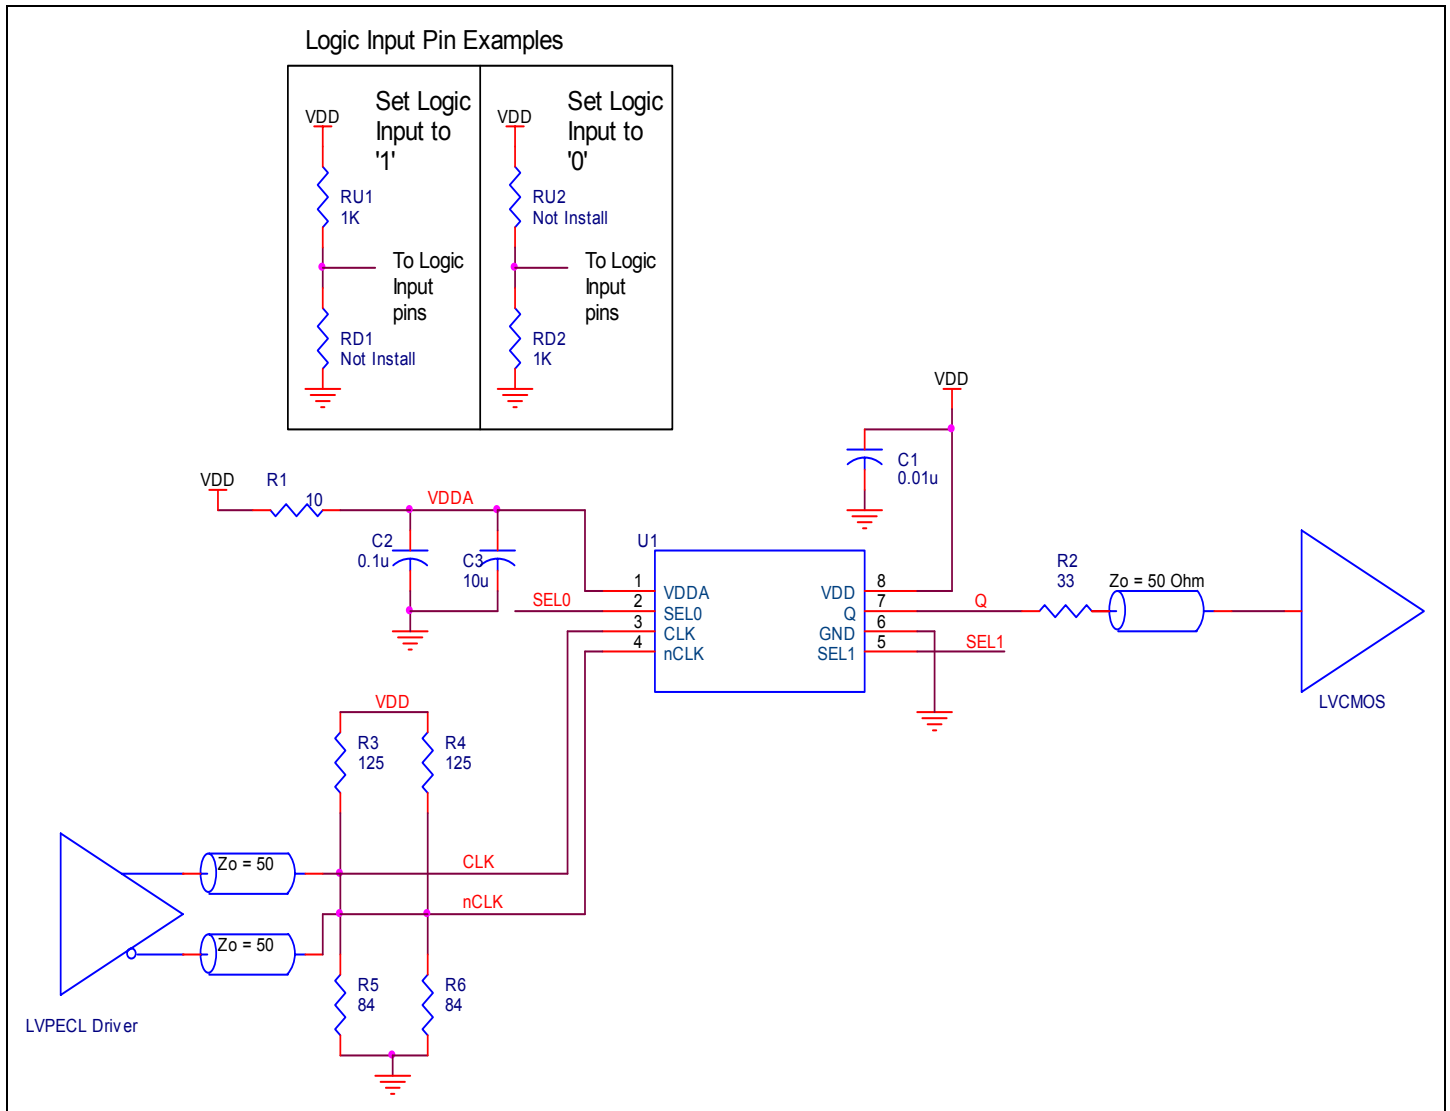 Logic Input Pin Examples
Set Logic
Input to
'1'
VDD
RU1
1K
To Logic
Input
pins
RD1
Not Install
Set Logic
Input to
'0'
VDD
RU2
Not Install
To Logic
Input
pins
RD2
1K
VDD
C1
0.01u
VDD
R1
10
VDDA
C2
0.1u
C3
10u
U1
1
VDDA
SEL0
2
SEL0
3
CLK
4
nCLK
VDD
8
Q
7
GND
6
SEL1
5
Q
SEL1
R2
33
Zo = 50 Ohm
LVCMOS
VDD
R3
125
R4
125
Zo = 50
CLK
nCLK
Zo = 50
R5
84
R6
84
LVPECL Driver